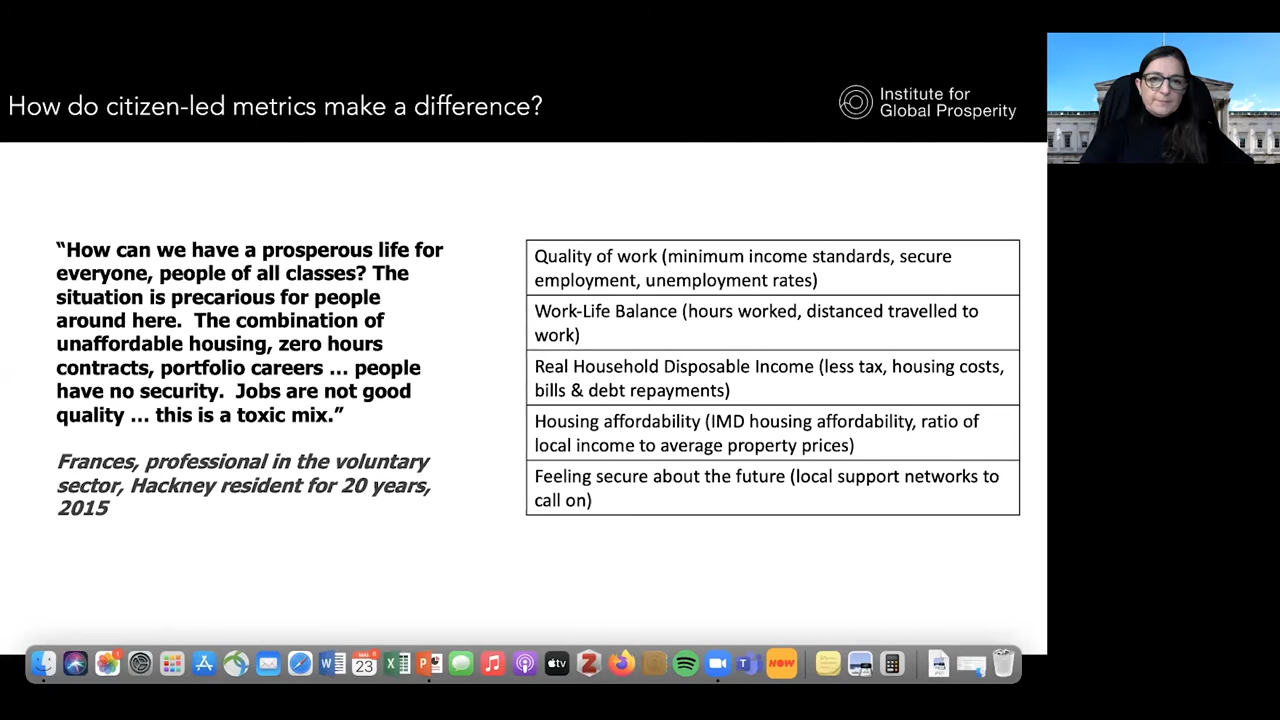 How do citizen-led metrics make a difference?
Institute for
Global Prosperity
“How can we have a prosperous life for
everyone, people of all classes? The
situation is precarious for people
around here. The combination of
unaffordable housing, zero hours
contracts, portfolio careers … people
have no security. Jobs are not good
quality … this is a toxic mix.”
Frances, professional in the voluntary
sector, Hackney resident for 20 years,
2015
Quality of work (minimum income standards, secure
employment, unemployment rates)
Work-Life Balance (hours worked, distanced travelled to
work)
Real Household Disposable Income (less tax, housing costs,
bills & debt repayments)
Housing affordability (IMD housing affordability, ratio of
local income to average property prices)
Feeling secure about the future (local support networks to
call on)
23
tv
NOW